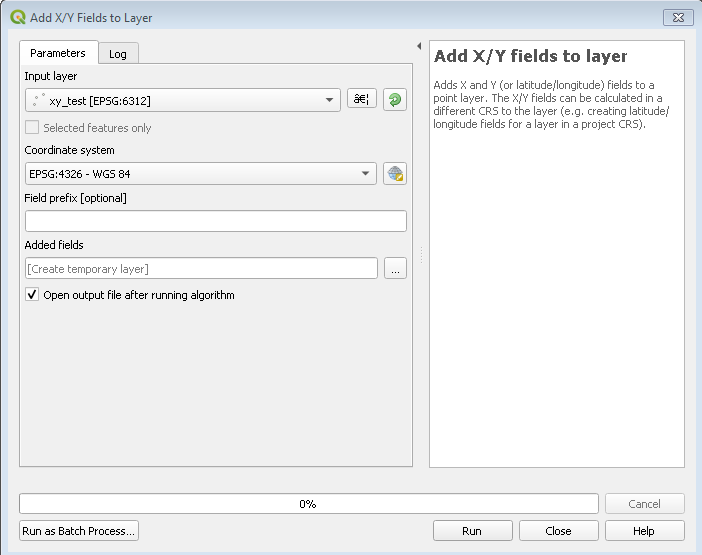 Add X/Y Fields to Layer
Parameters
Log
Input layer
xy_test [EPSG:6312]
…
Selected features only
Coordinate system
EPSG:4326 - WGS 84
Field prefix [optional]
Added fields
[Create temporary layer]
...
Open output file after running algorithm
Add X/Y fields to layer
Adds X and Y (or latitude/longitude) fields to a
point layer. The X/Y fields can be calculated in a
different CRS to the layer (e.g. creating latitude/
longitude fields for a layer in a project CRS).
0%
Cancel
Run as Batch Process...
Run
Close
Help